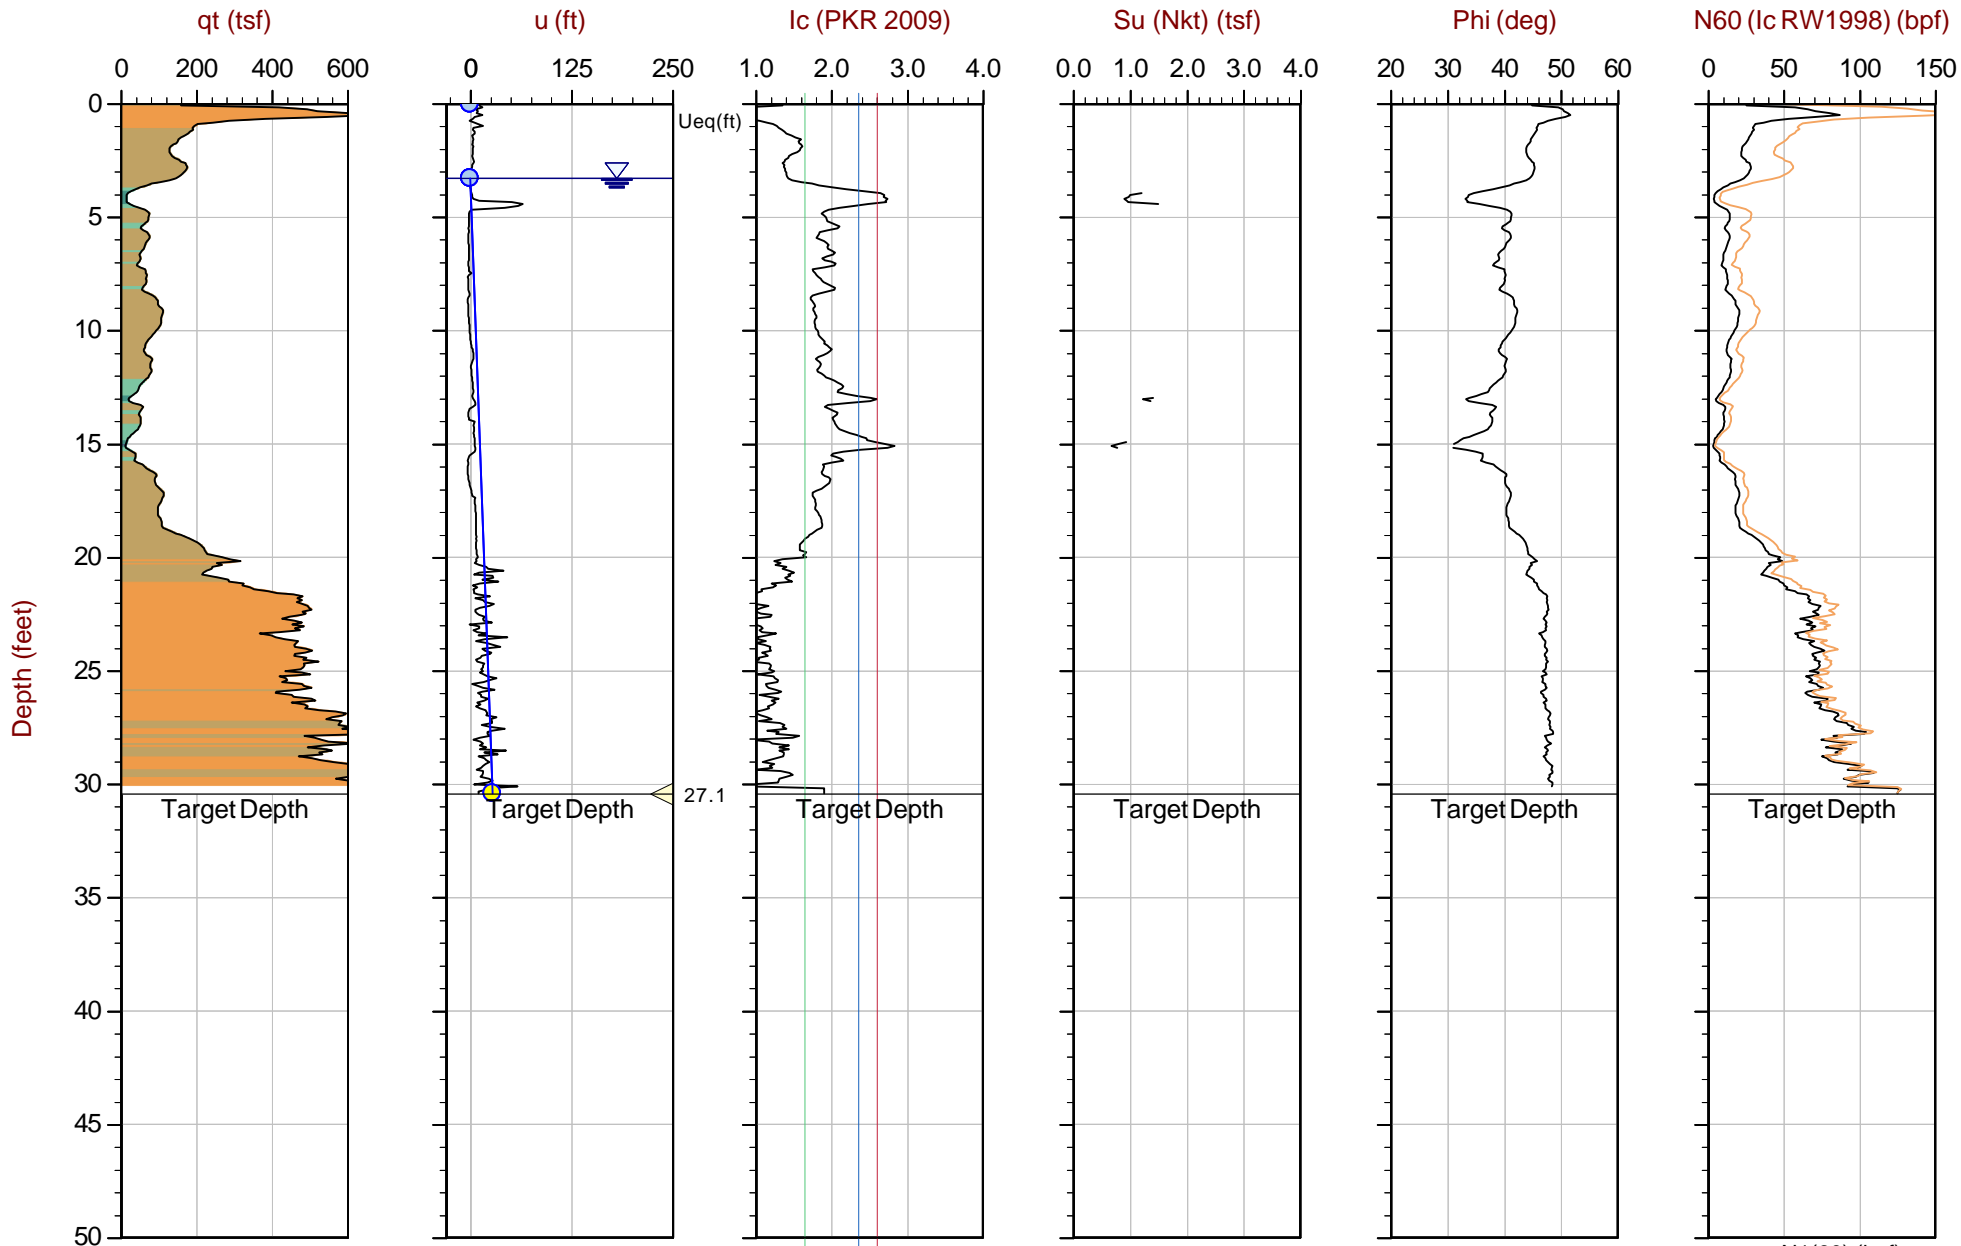 qt (tsf) u (ft) Ic (PKR 2009) Su (Nkt) (tsf) Phi (deg) N60 (Ic RW1998) (bpf)
0 200 400 600 0 125 250 1.0 2.0 3.0 4.0 0.0 1.0 2.0 3.0 4.0 20 30 40 50 60 0 50 100 150
0
Ueq(ft)
5
10
15
20
25
Depth (feet)
30
27.1
Target Depth Target Depth Target Depth Target Depth Target Depth Target Depth
35
40
45
50